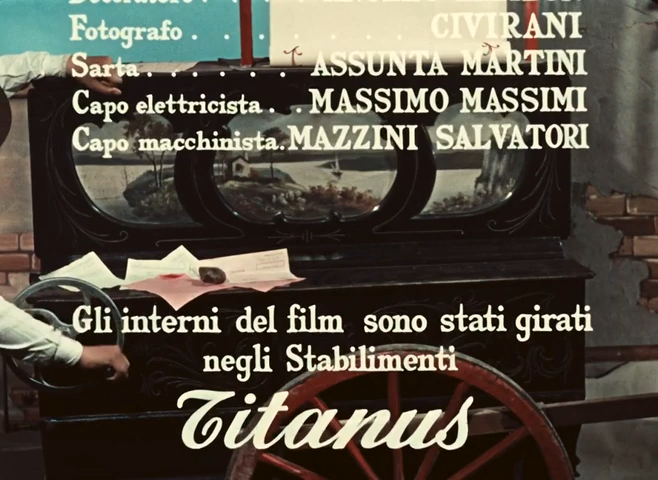 Fotografo . . . . . . . . CIVIRANI
Sarta . . . . . . ASSUNTA MARTINI
Capo elettricista . . MASSIMO MASSIMI
Capo macchinista. MAZZINI SALVATORI
Gli interni del film sono stati girati
negli Stabilimenti
Titanus